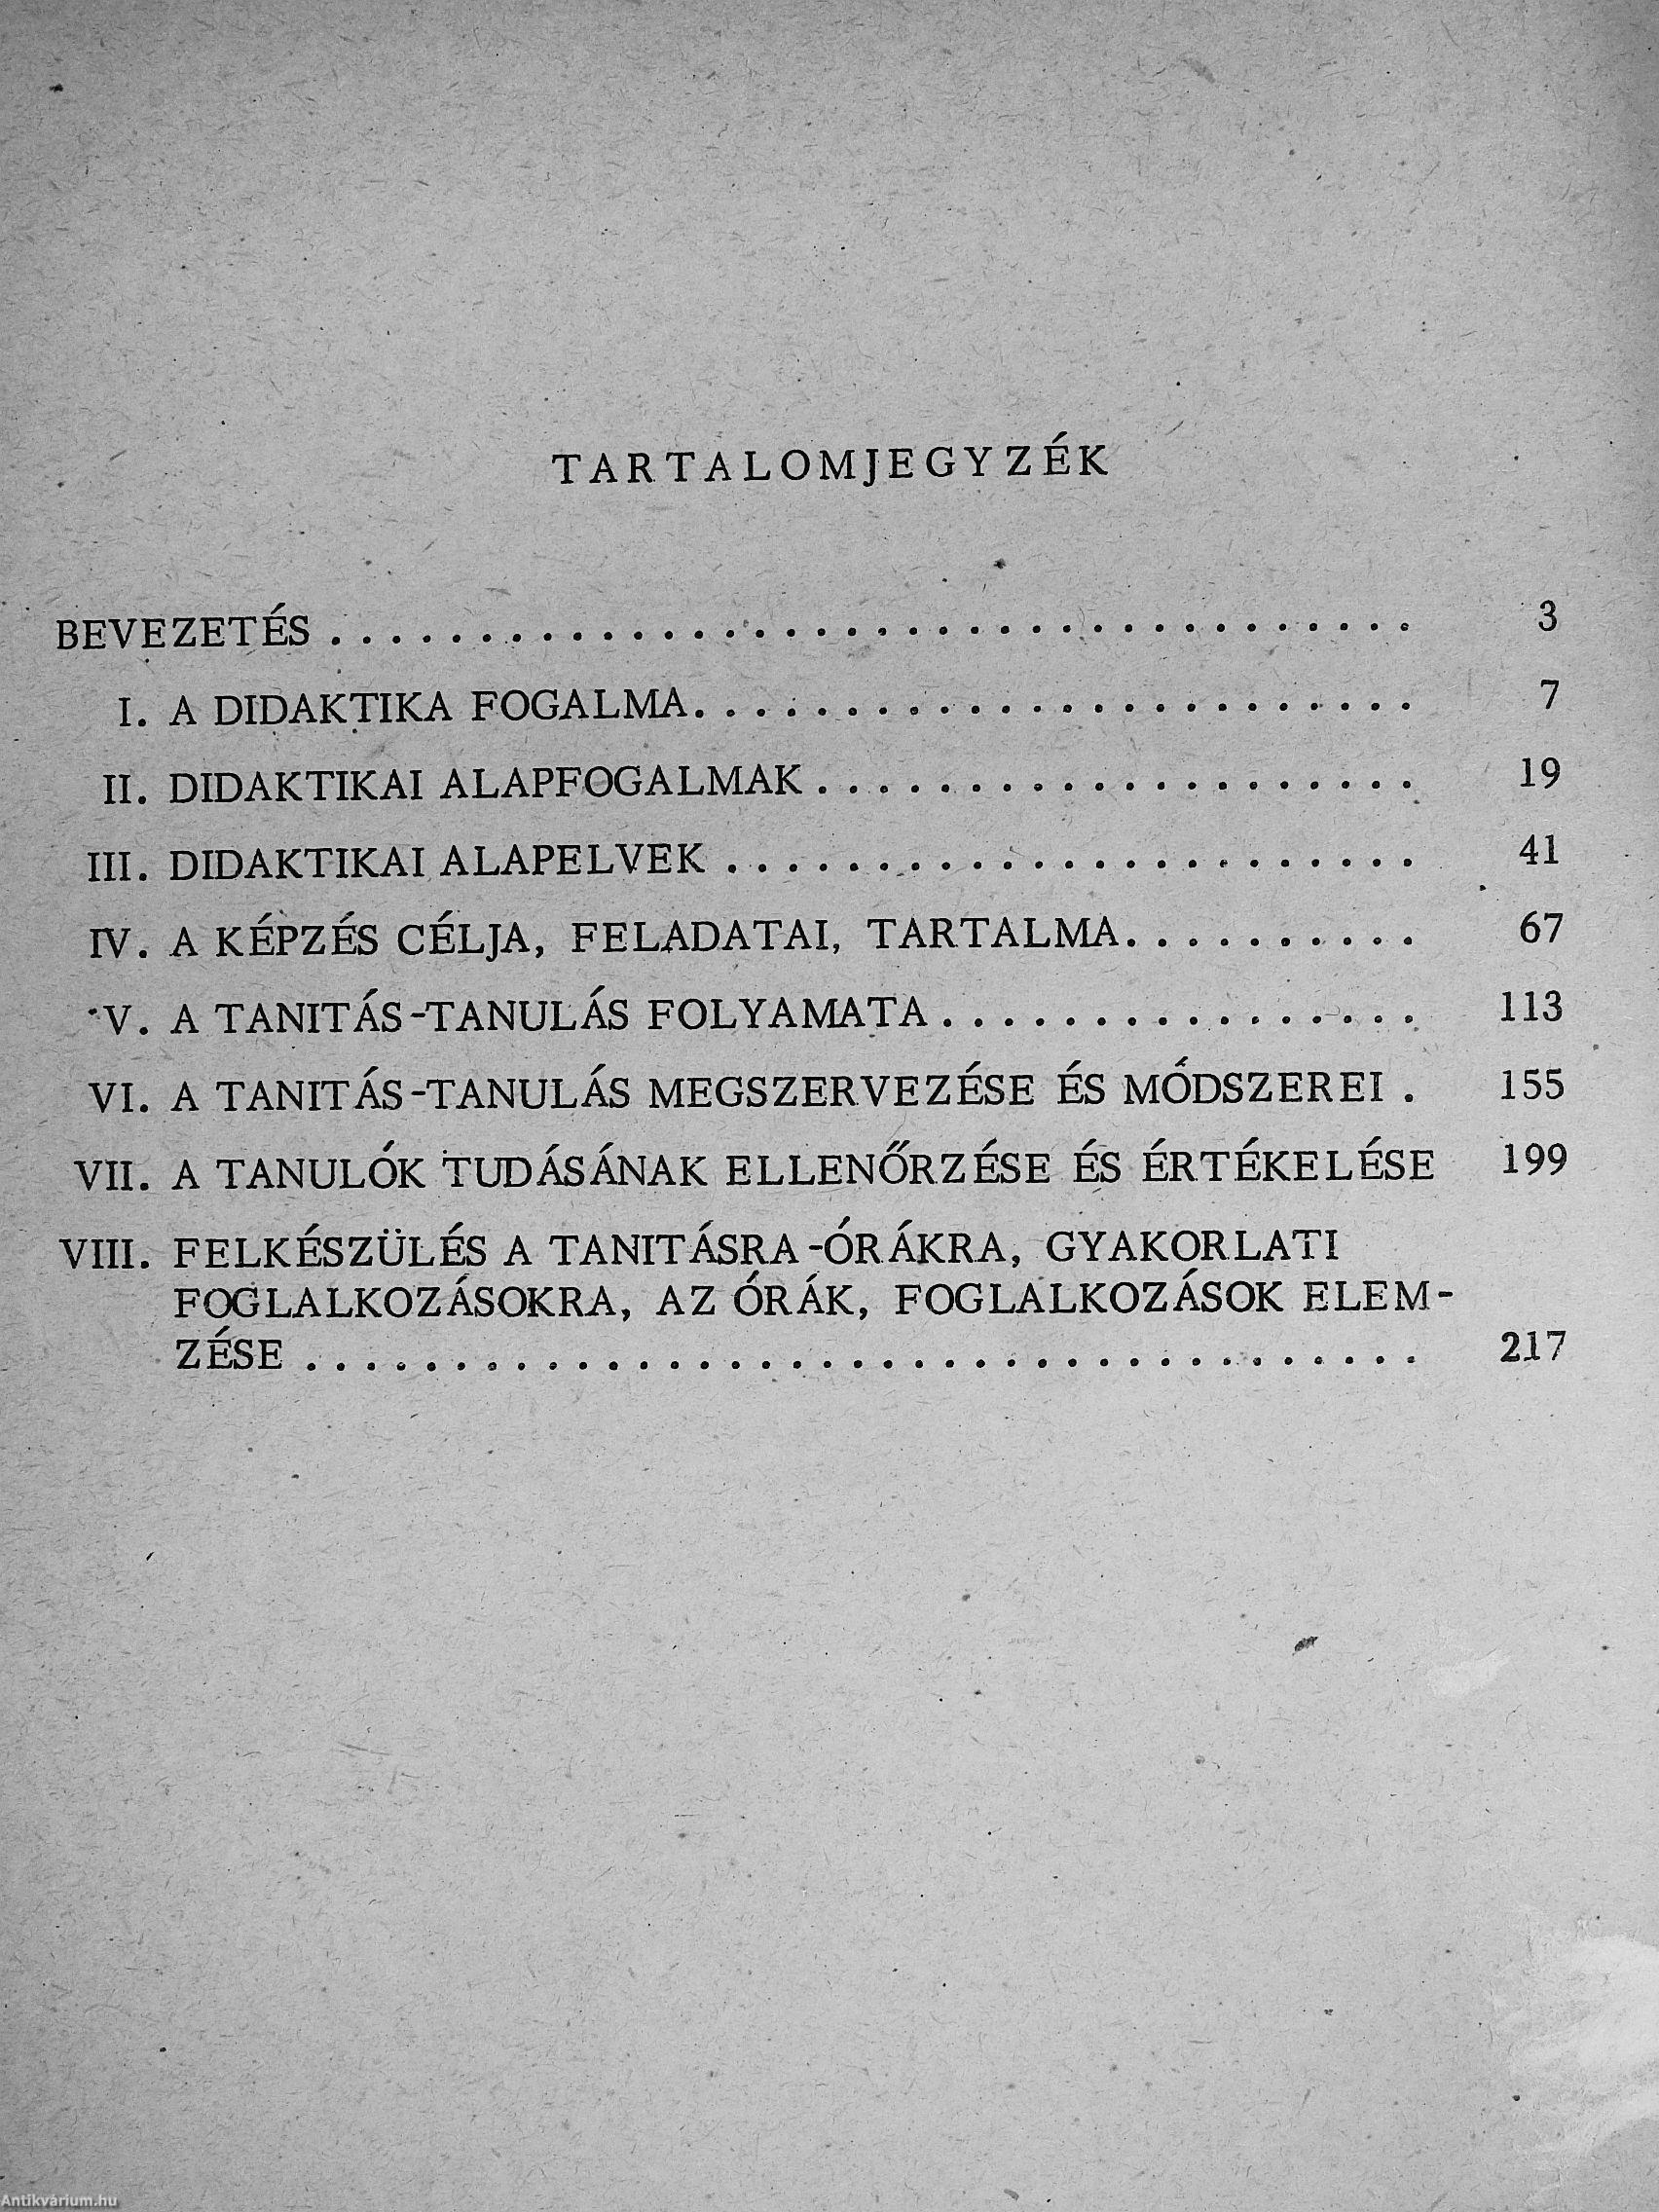 TARTALOMJEGYZÉK
BEVEZETÉS . . . . . . . . . . . . . . . . . . . . . . . . . . . . . . . . . . . . 3
I. A DIDAKTIKA FOGALMA. . . . . . . . . . . . . . . . . . . . . . . . 7
II. DIDAKTIKAI ALAPFOGALMAK . . . . . . . . . . . . . . . . . . . . 19
III. DIDAKTIKAI ALAPELVEK . . . . . . . . . . . . . . . . . . . . . . . 41
IV. A KÉPZÉS CÉLJA, FELADATAI, TARTALMA. . . . . . . . . . 67
V. A TANITÁS-TANULÁS FOLYAMATA . . . . . . . . . . . . . . . . 113
VI. A TANITÁS-TANULÁS MEGSZERVEZÉSE ÉS MÓDSZEREI . 155
VII. A TANULÓK TUDÁSÁNAK ELLENŐRZÉSE ÉS ÉRTÉKELÉSE 199
VIII. FELKÉSZÜLÉS A TANITÁSRA-ÓRÁKRA, GYAKORLATI
FOGLALKOZÁSOKRA, AZ ÓRÁK, FOGLALKOZÁSOK ELEM-
ZÉSE . . . . . . . . . . . . . . . . . . . . . . . . . . . . . . . . . . . . . 217
Antikvárium.hu